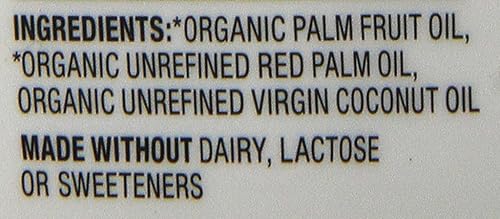 INGREDIENTS:*ORGANIC PALM FRUIT OIL,
*ORGANIC UNREFINED RED PALM OIL,
ORGANIC UNREFINED VIRGIN COCONUT OIL
MADE WITHOUT DAIRY, LACTOSE
OR SWEETENERS